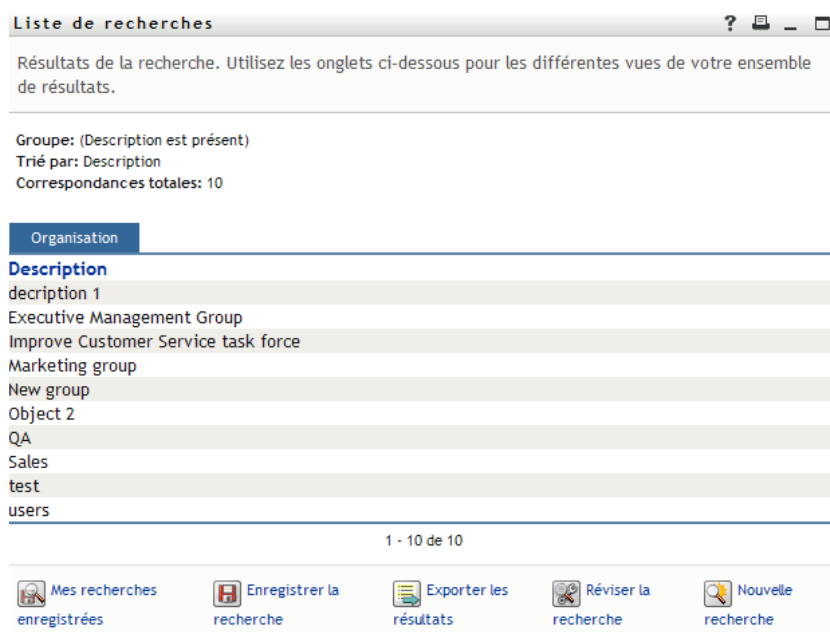 Liste de recherches
Résultats de la recherche. Utilisez les onglets ci-dessous pour les différentes vues de votre ensemble
de résultats.
Groupe: (Description est présent)
Trié par: Description
Correspondances totales: 10
Organisation
Description
decription 1
Executive Management Group
Improve Customer Service task force
Marketing group
New group
Object 2
QA
Sales
test
users
1 - 10 de 10
Mes recherches enregistrées
Enregistrer la recherche
Exporter les résultats
Réviser la recherche
Nouvelle recherche